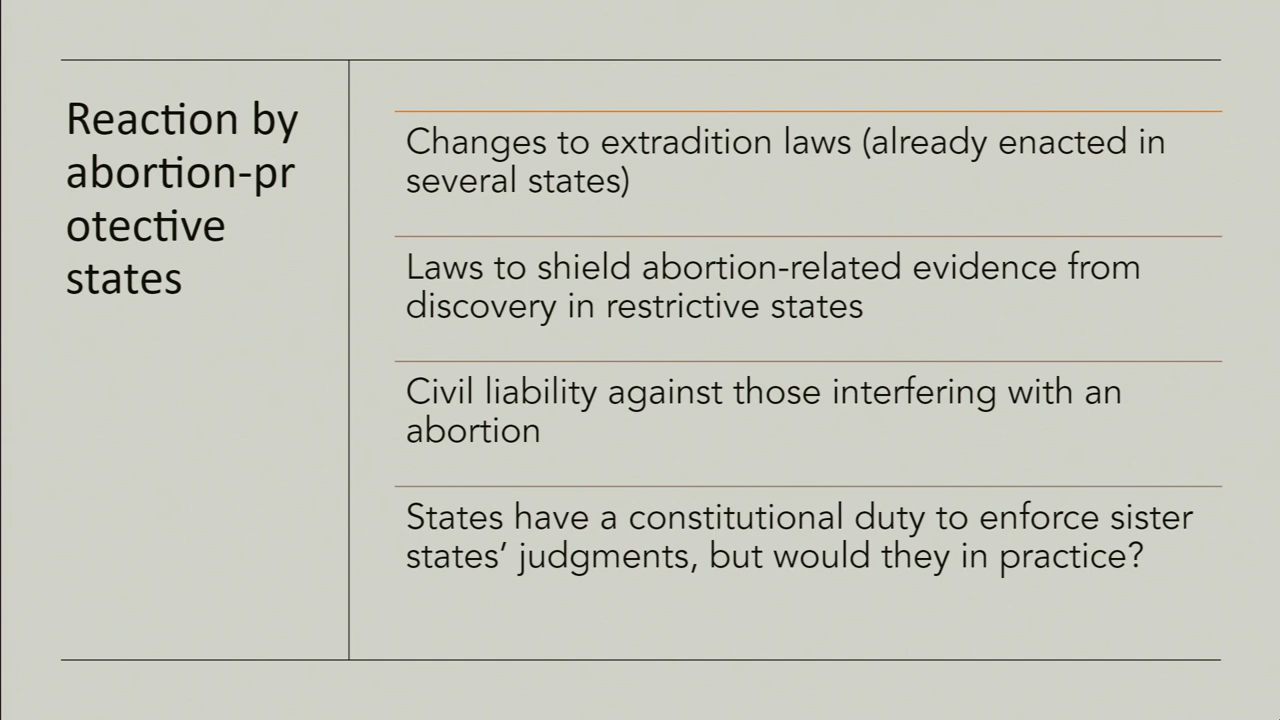 Reaction by
abortion-pr
otective
states
Changes to extradition laws (already enacted in
several states)
Laws to shield abortion-related evidence from
discovery in restrictive states
Civil liability against those interfering with an
abortion
States have a constitutional duty to enforce sister
states’ judgments, but would they in practice?